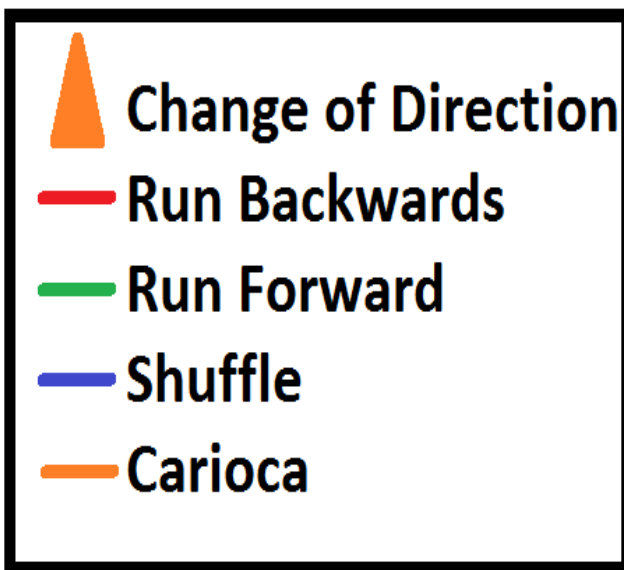 Change of Direction
Run Backwards
Run Forward
Shuffle
Carioca